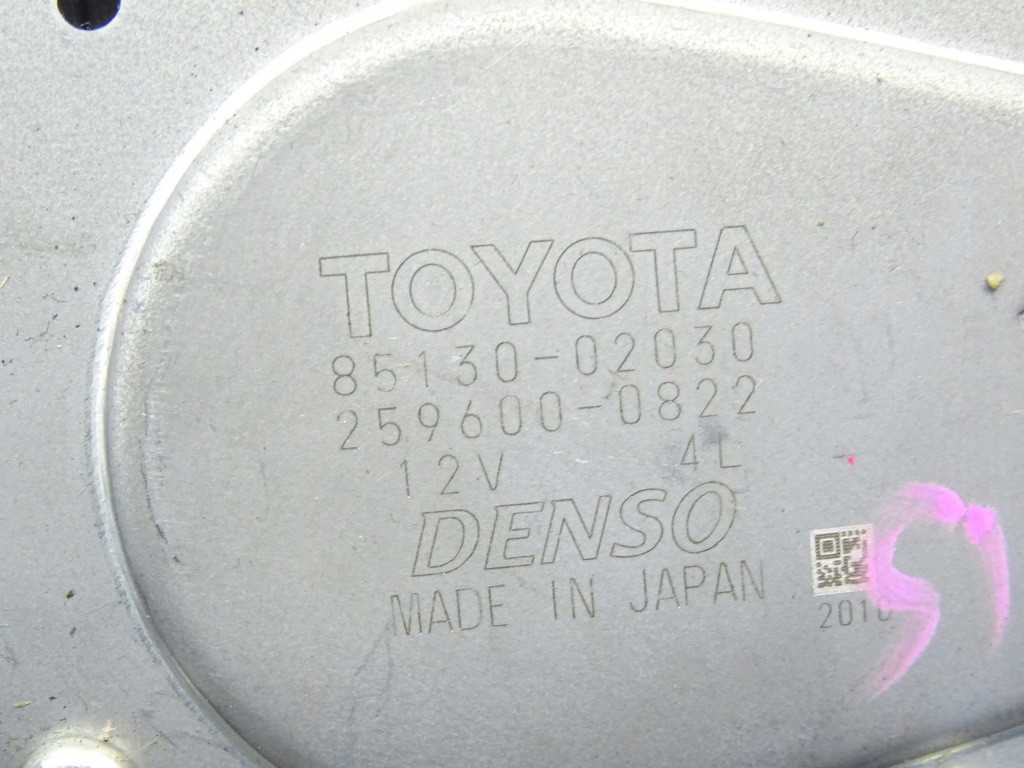 TOYOTA
85130-02030
259600-0822
12V 4L
DENSO
MADE IN JAPAN